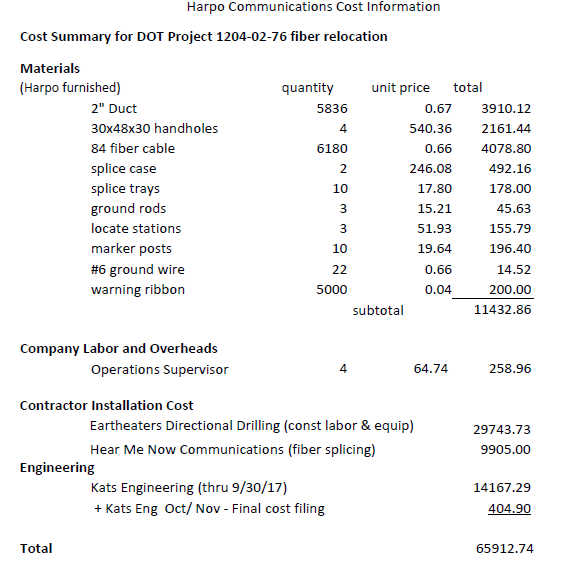 Harpo Communications Cost Information
Cost Summary for DOT Project 1204-02-76 fiber relocation
Materials
(Harpo furnished) quantity unit price total
2" Duct 5836 0.67 3910.12
30x48x30 handholes 4 540.36 2161.44
84 fiber cable 6180 0.66 4078.80
splice case 2 246.08 492.16
splice trays 10 17.80 178.00
ground rods 3 15.21 45.63
locate stations 3 51.93 155.79
marker posts 10 19.64 196.40
#6 ground wire 22 0.66 14.52
warning ribbon 5000 0.04 200.00
subtotal 11432.86
Company Labor and Overheads
Operations Supervisor 4 64.74 258.96
Contractor Installation Cost
Eartheaters Directional Drilling (const labor & equip) 29743.73
Hear Me Now Communications (fiber splicing) 9905.00
Engineering
Kats Engineering (thru 9/30/17) 14167.29
+ Kats Eng Oct/ Nov - Final cost filing 404.90
Total 65912.74